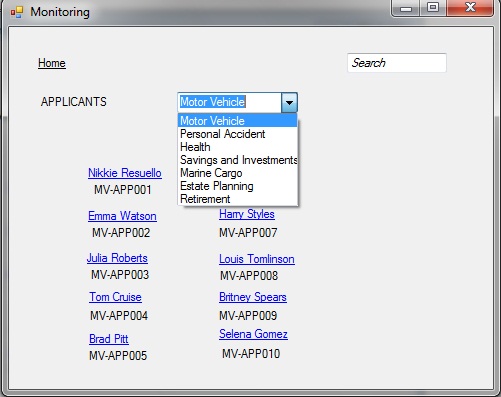 Monitoring
Home
Search
APPLICANTS
Motor Vehicle
Motor Vehicle
Personal Accident
Health
Savings and Investments
Marine Cargo
Estate Planning
Retirement
Nikkie Resuello
MV-APP001
Emma Watson
Harry Styles
MV-APP002
MV-APP007
Julia Roberts
Louis Tomlinson
MV-APP003
MV-APP008
Tom Cruise
Britney Spears
MV-APP004
MV-APP009
Brad Pitt
Selena Gomez
MV-APP005
MV-APP010